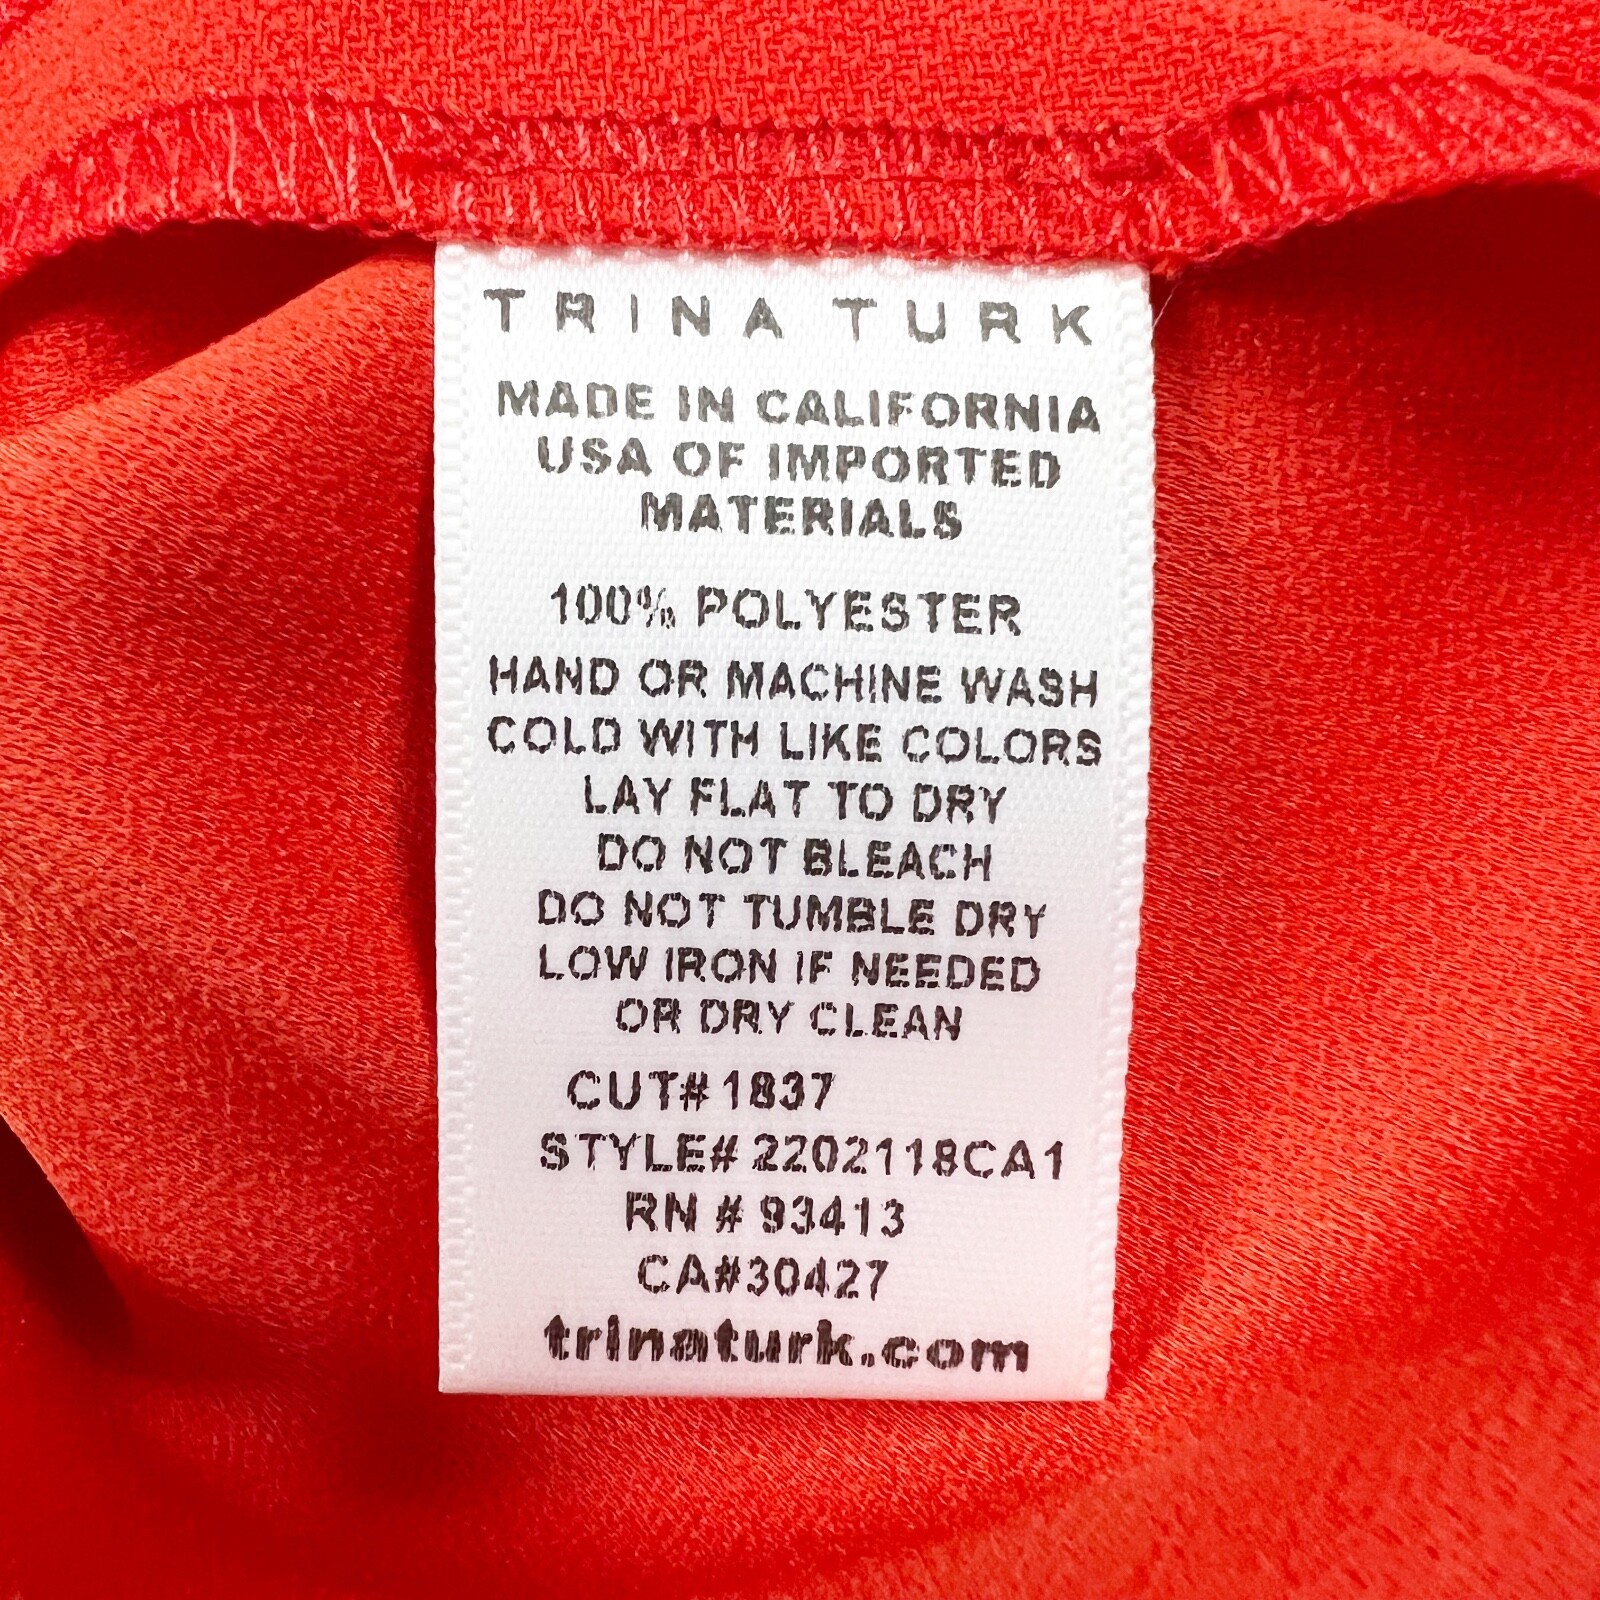 TRINA TURK
MADE IN CALIFORNIA
USA OF IMPORTED
MATERIALS
100% POLYESTER
HAND OR MACHINE WASH
COLD WITH LIKE COLORS
LAY FLAT TO DRY
DO NOT BLEACH
DO NOT TUMBLE DRY
LOW IRON IF NEEDED
OR DRY CLEAN
CUT# 1837
STYLE# 2202118CA1
RN # 93413
CA#30427
trinaturk.com